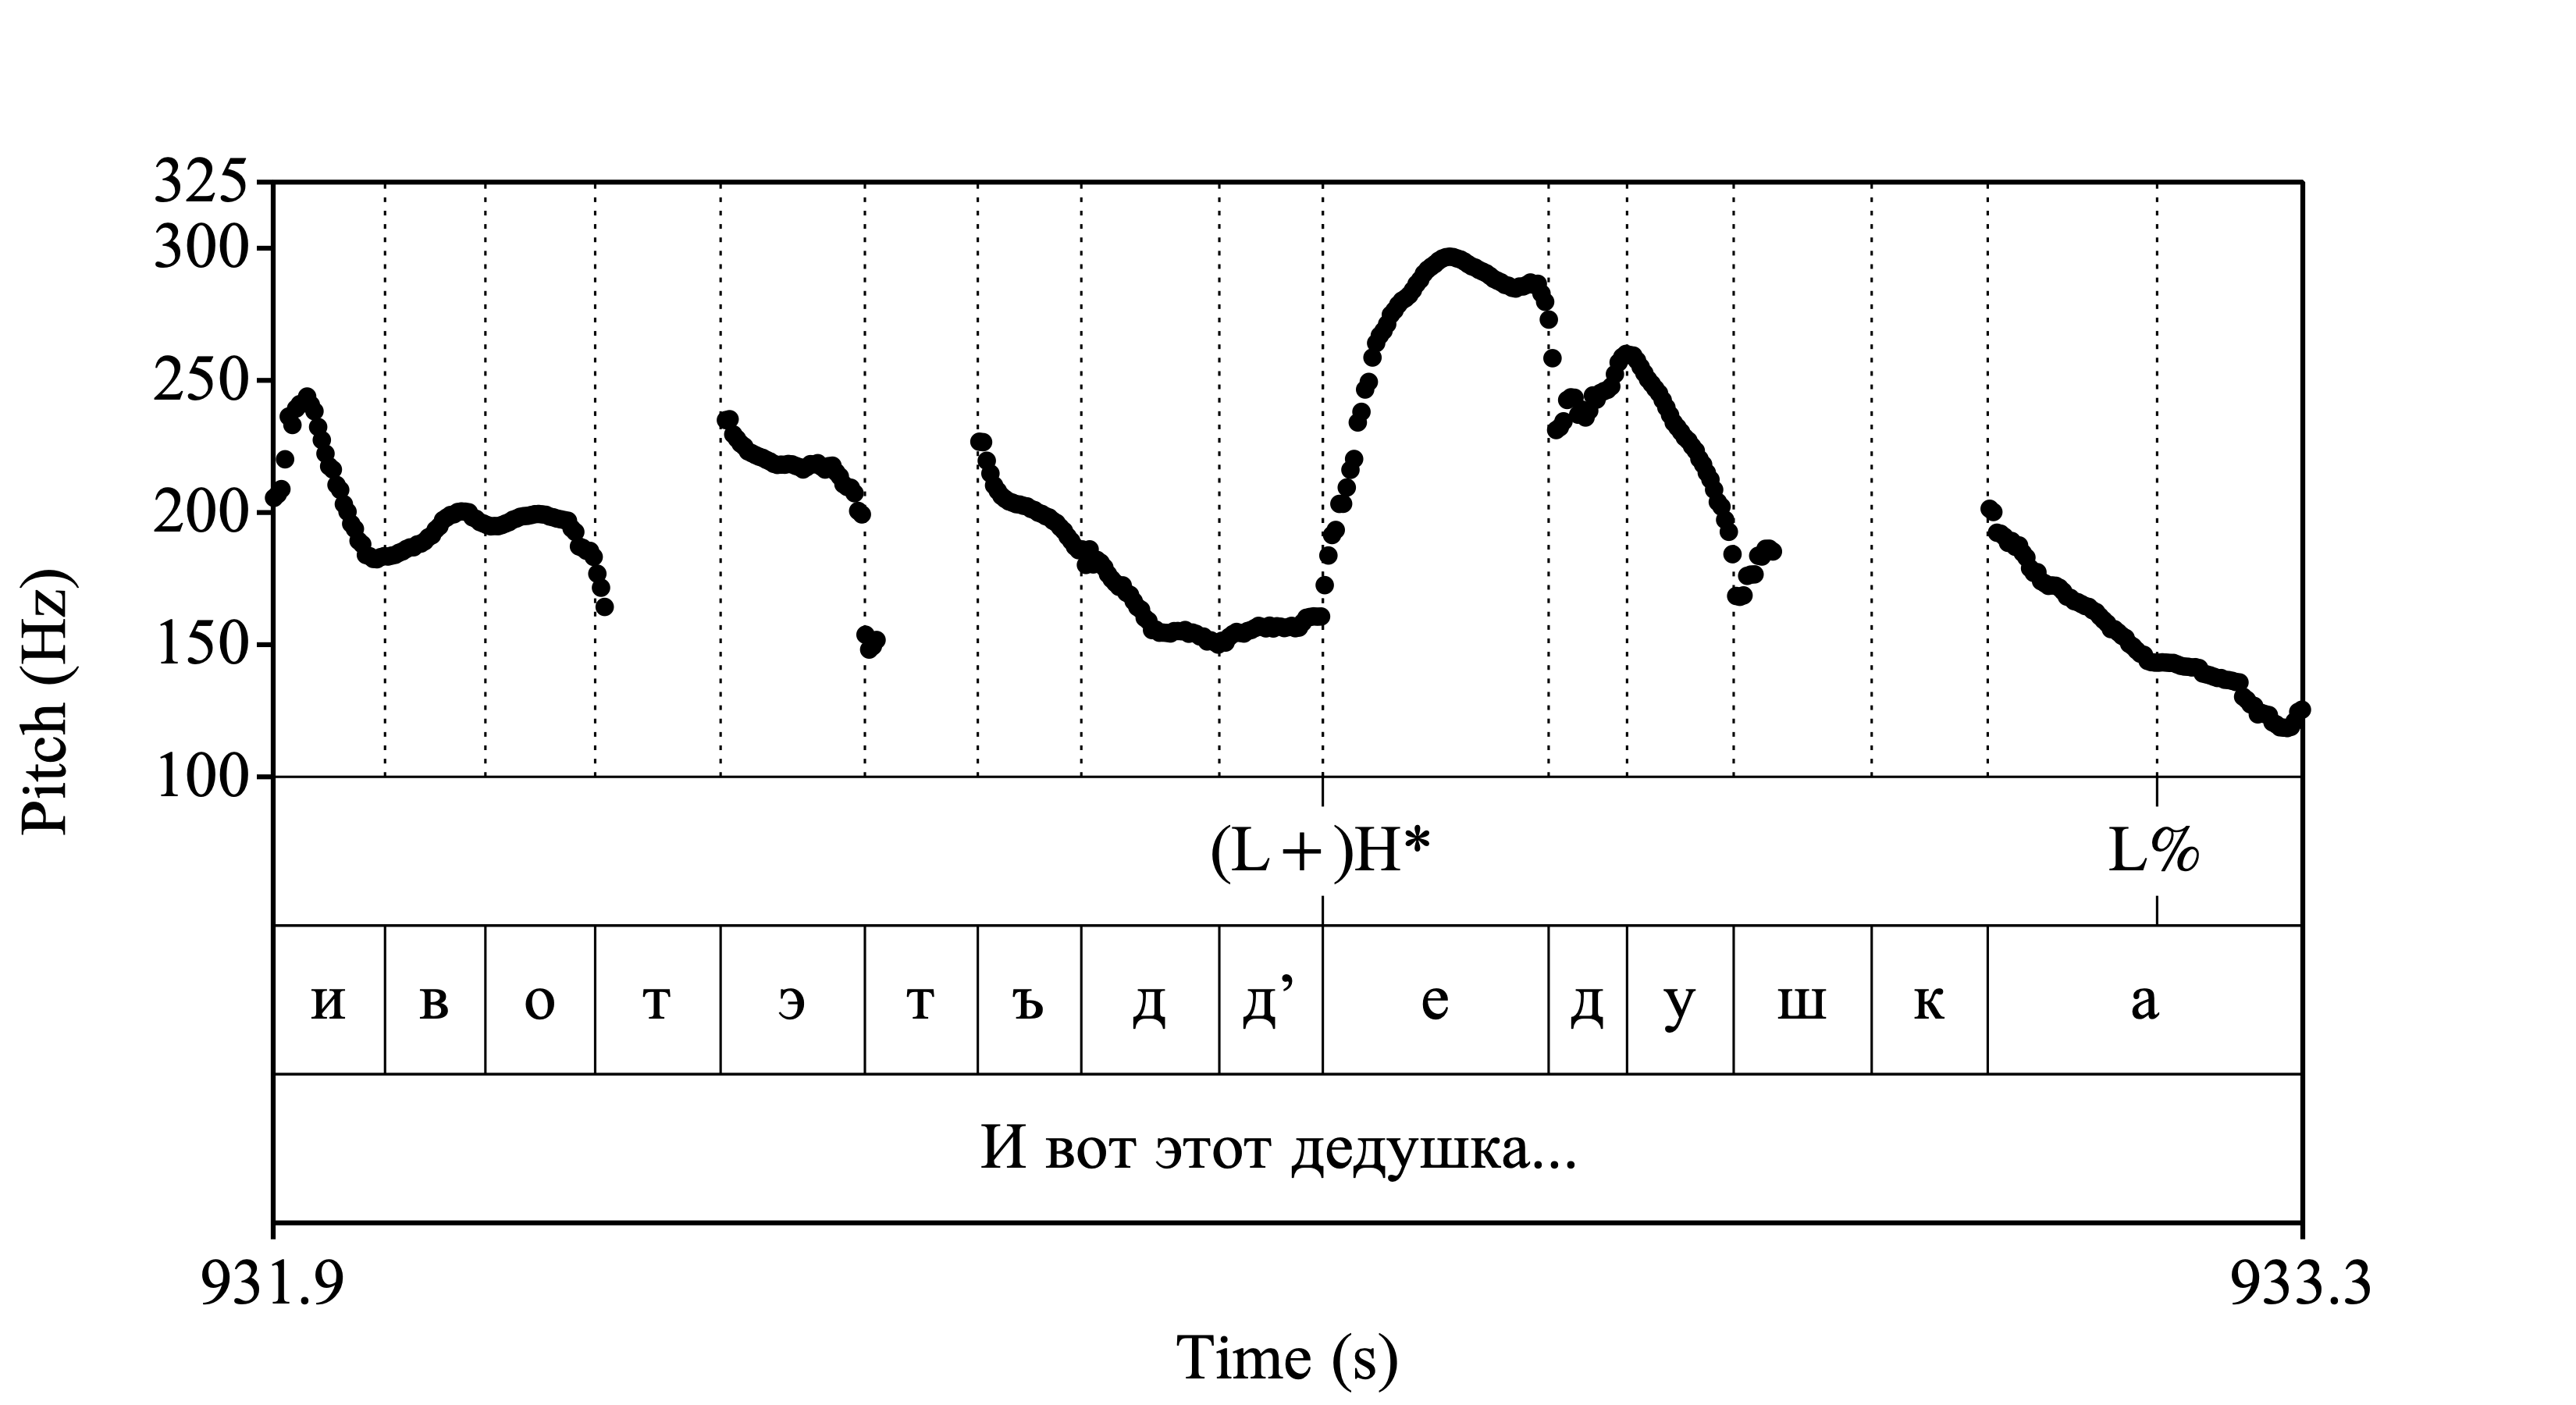 325
300
250
200
150
100
Pitch (Hz)
(L+)H* L%
и в о т э т ъ д д’ е д у ш к а
И вот этот дедушка...
931.9 933.3
Time (s)